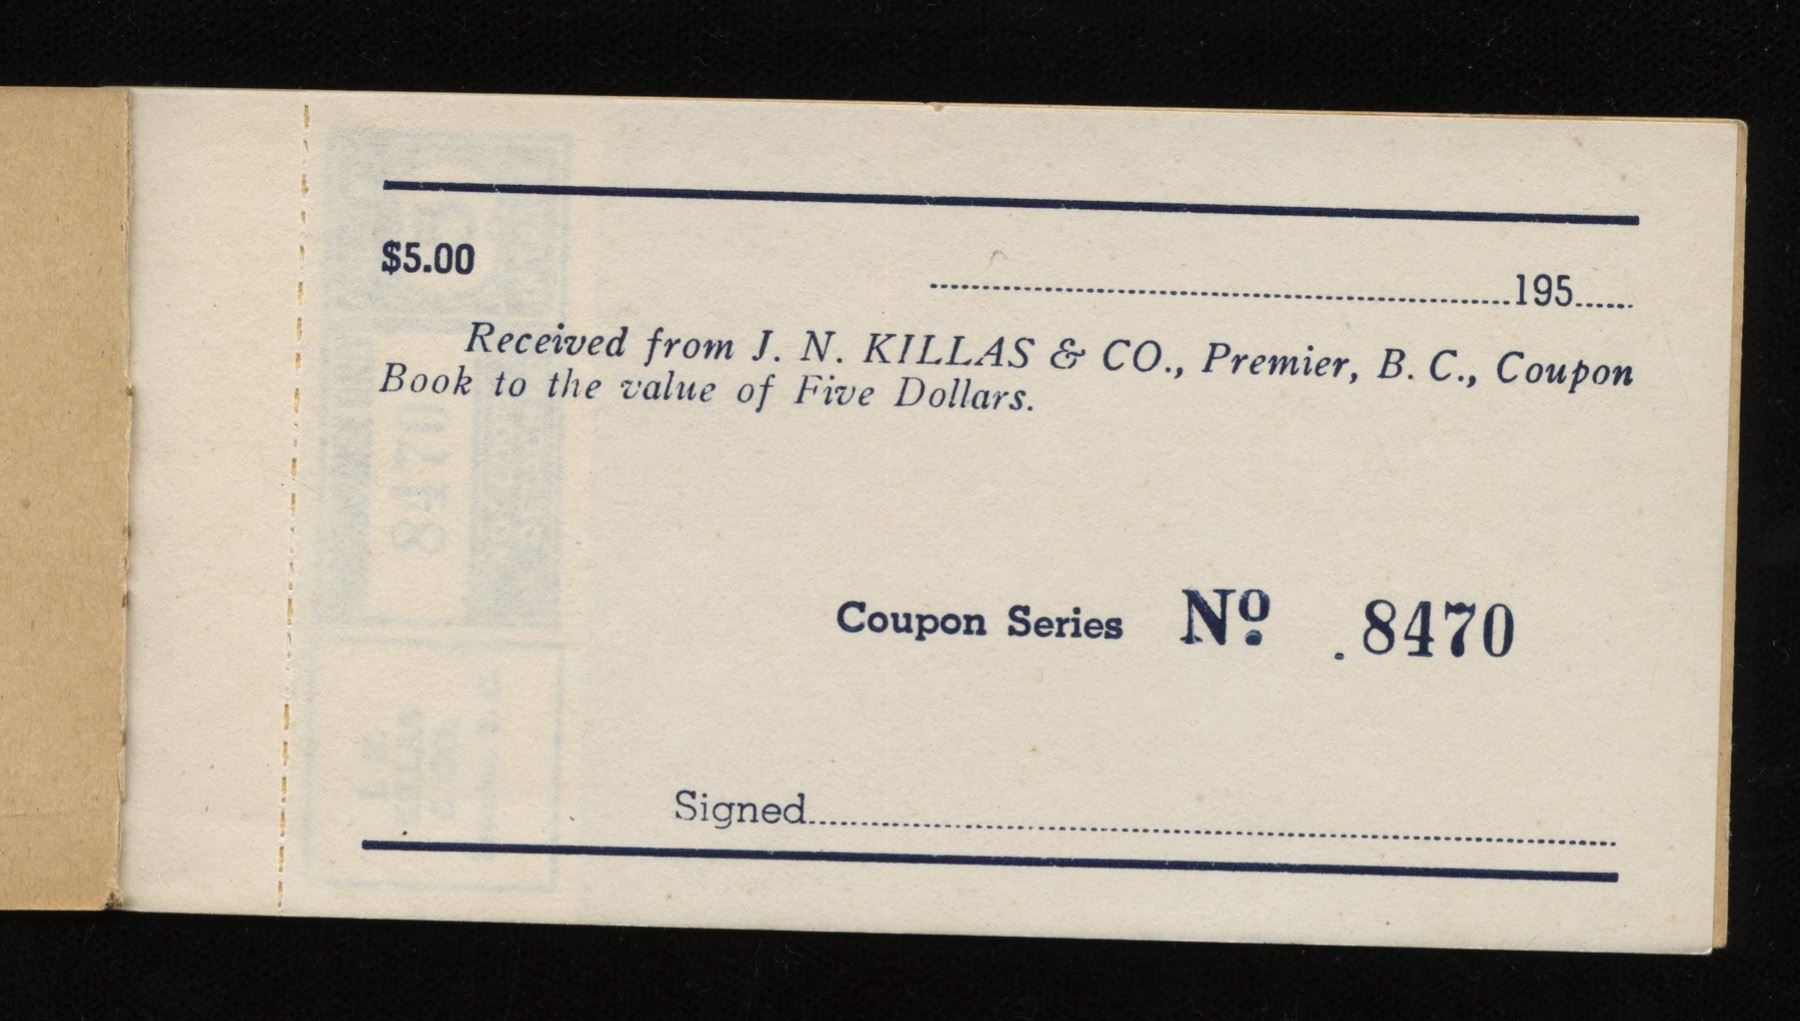 $5.00
......................................................195......
Received from J. N. KILLAS & CO., Premier, B. C., Coupon
Book to the value of Five Dollars.
Coupon Series Nº .8470
Signed......................................................